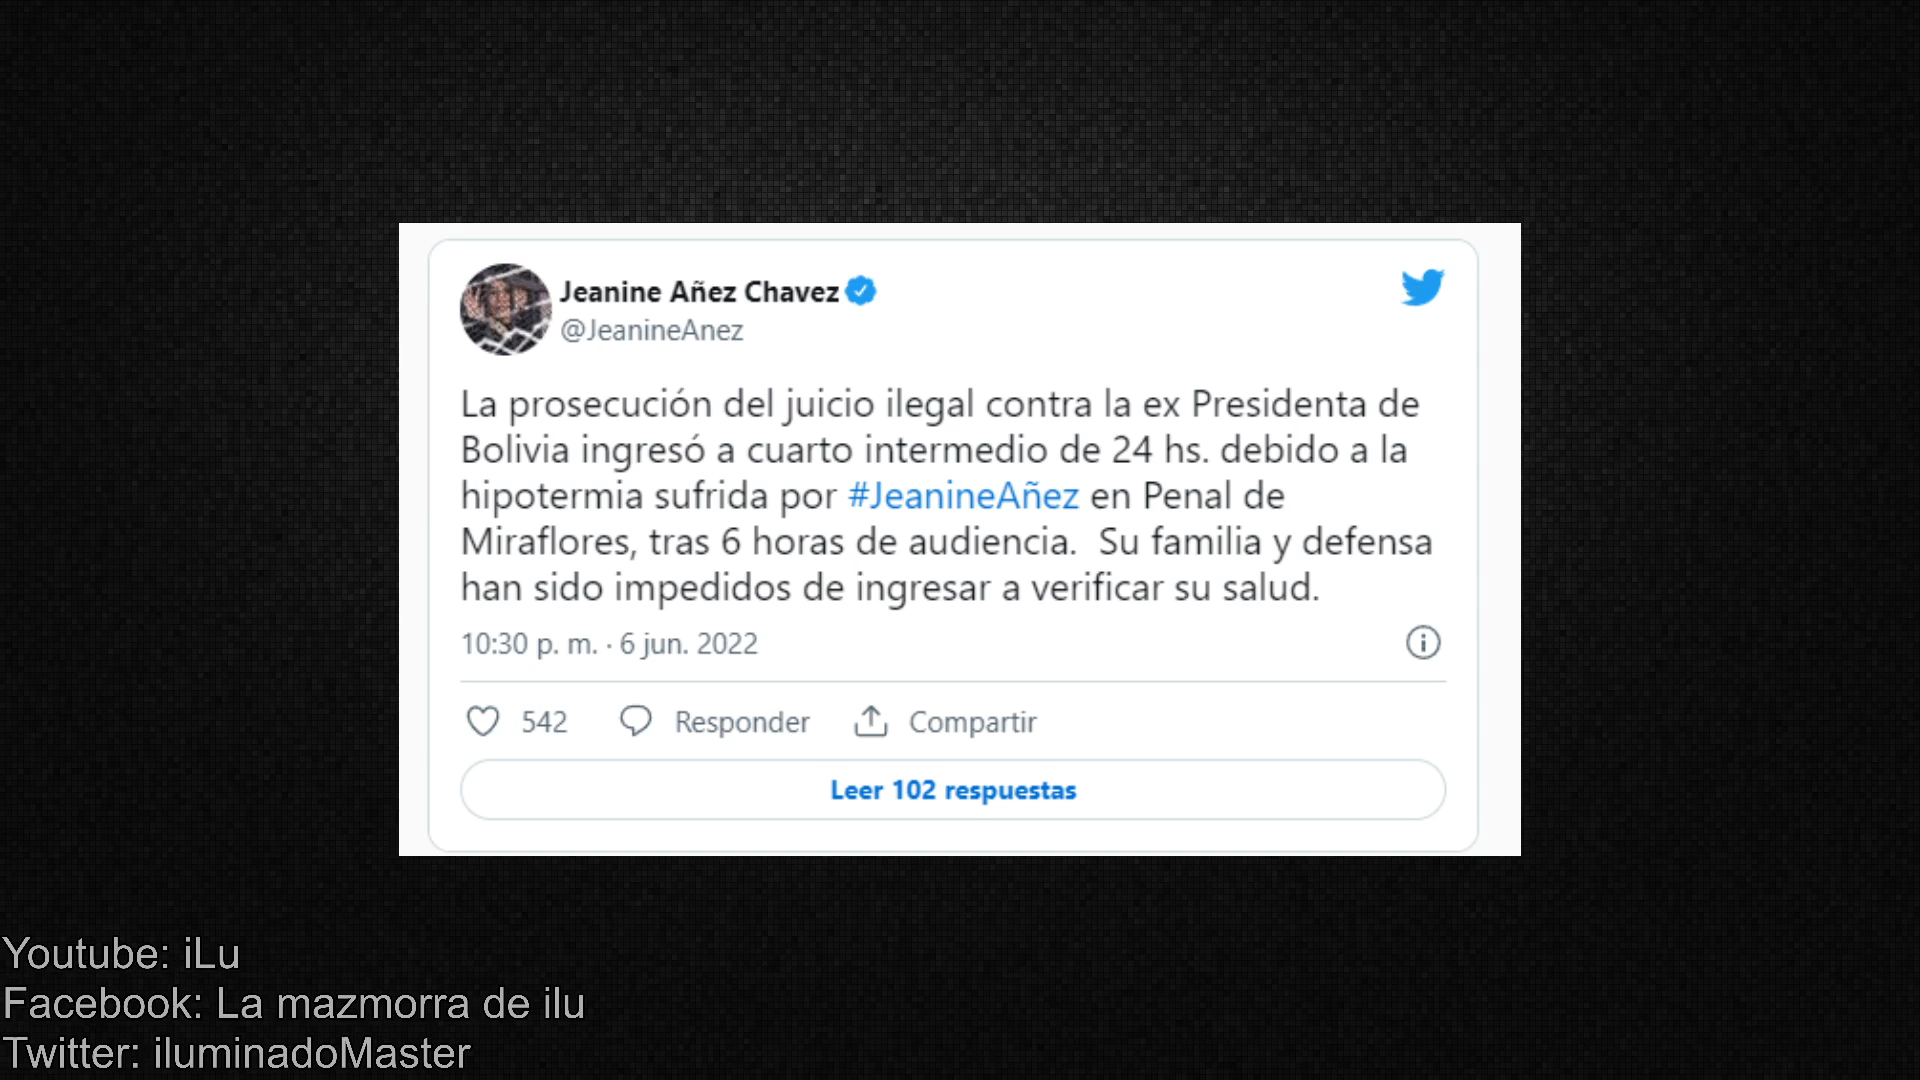 Jeanine Añez Chavez
@JeanineAnez
La prosecución del juicio ilegal contra la ex Presidenta de
Bolivia ingresó a cuarto intermedio de 24 hs. debido a la
hipotermia sufrida por #JeanineAñez en Penal de
Miraflores, tras 6 horas de audiencia.  Su familia y defensa
han sido impedidos de ingresar a verificar su salud.
10:30 p. m. · 6 jun. 2022
542 Responder Compartir
Leer 102 respuestas
Youtube: iLu
Facebook: La mazmorra de ilu
Twitter: iluminadoMaster